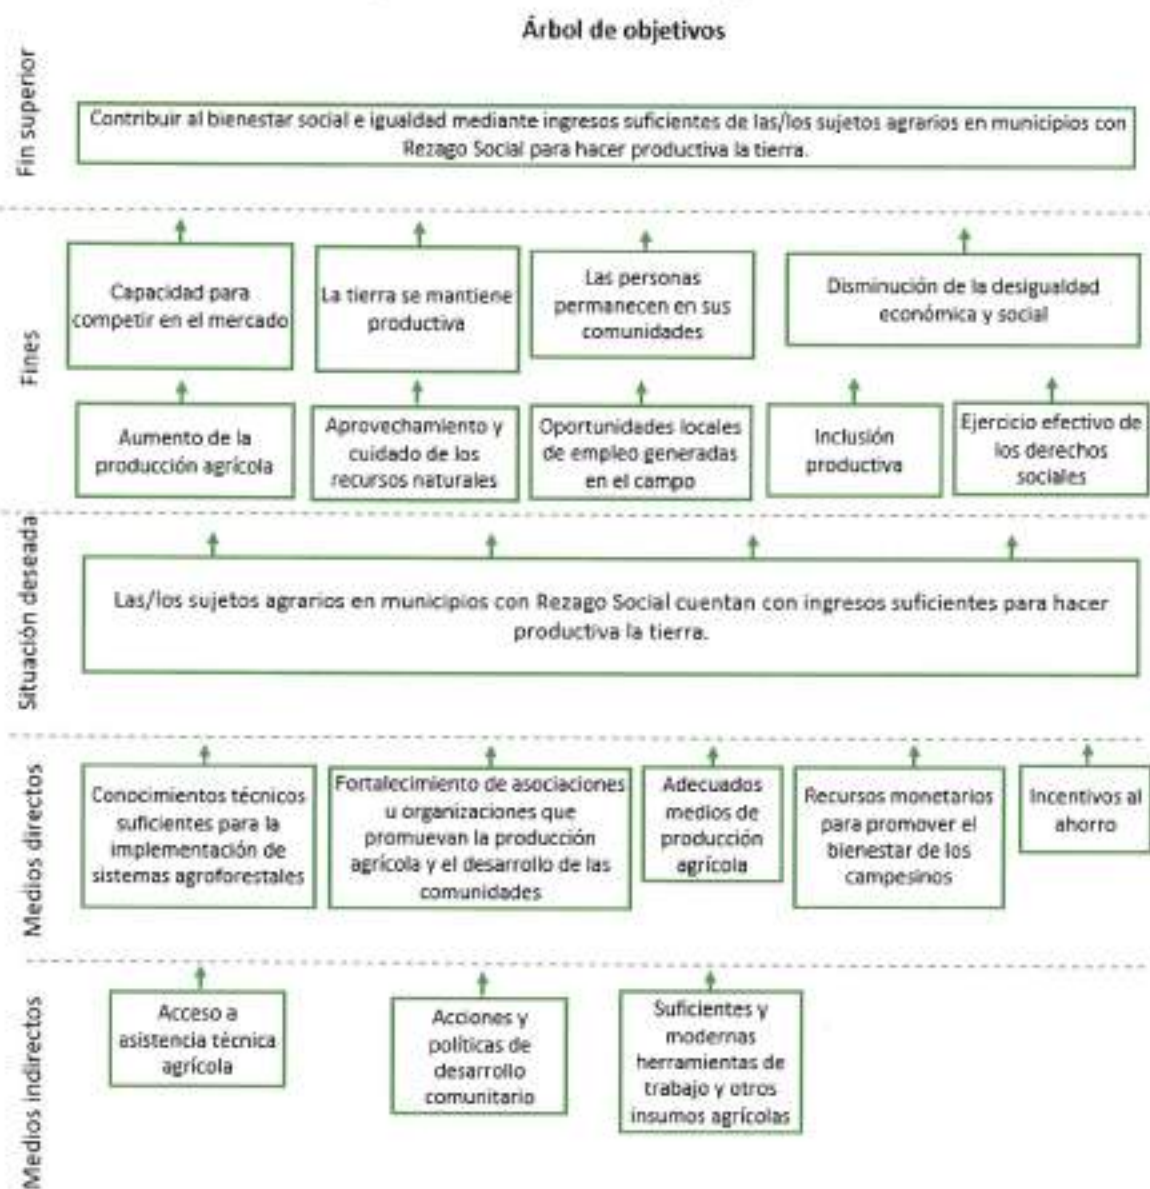 Árbol de objetivos
Fin superior
Contribuir al bienestar social e igualdad mediante ingresos suficientes de las/los sujetos agrarios en municipios con
Rezago Social para hacer productiva la tierra.
Fines
Capacidad para
competir en el mercado
La tierra se mantiene
productiva
Las personas
permanecen en sus
comunidades
Disminución de la desigualdad
económica y social
Aumento de la
producción agrícola
Aprovechamiento y
cuidado de los
recursos naturales
Oportunidades locales
de empleo generadas
en el campo
Inclusión
productiva
Ejercicio efectivo de
los derechos
sociales
Situación deseada
Las/los sujetos agrarios en municipios con Rezago Social cuentan con ingresos suficientes para hacer
productiva la tierra.
Medios directos
Conocimientos técnicos
suficientes para la
implementación de
sistemas agroforestales
Fortalecimiento de asociaciones
u organizaciones que
promuevan la producción
agrícola y el desarrollo de las
comunidades
Adecuados
medios de
producción
agrícola
Recursos monetarios
para promover el
bienestar de los
campesinos
Incentivos al
ahorro
Medios indirectos
Acceso a
asistencia técnica
agrícola
Acciones y
políticas de
desarrollo
comunitario
Suficientes y
modernas
herramientas de
trabajo y otros
insumos agrícolas